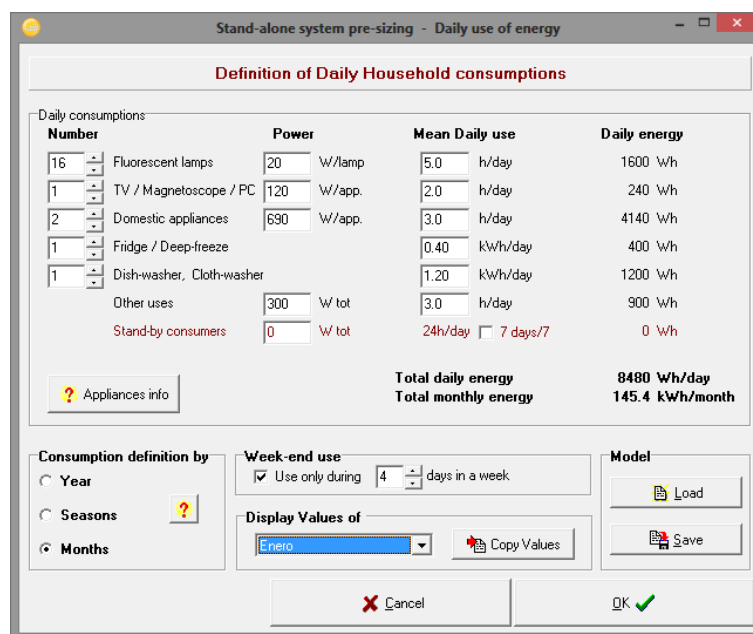 Stand-alone system pre-sizing - Daily use of energy
Definition of Daily Household consumptions
Daily consumptions
Number Power Mean Daily use Daily energy
16 Fluorescent lamps 20 W/lamp 5.0 h/day 1600 Wh
1 TV / Magnetoscope / PC 120 W/app. 2.0 h/day 240 Wh
2 Domestic appliances 690 W/app. 3.0 h/day 4140 Wh
1 Fridge / Deep-freeze 0.40 kWh/day 400 Wh
1 Dish-washer, Cloth-washer 1.20 kWh/day 1200 Wh
Other uses 300 W tot 3.0 h/day 900 Wh
Stand-by consumers 0 W tot 24h/day 7 days/7 0 Wh
Total daily energy 8480 Wh/day
Total monthly energy 145.4 kWh/month
? Appliances info
Consumption definition by
Year
Seasons
?
Months
Week-end use
Use only during 4 days in a week
Display Values of
Enero Copy Values
Model
Load
Save
Cancel OK